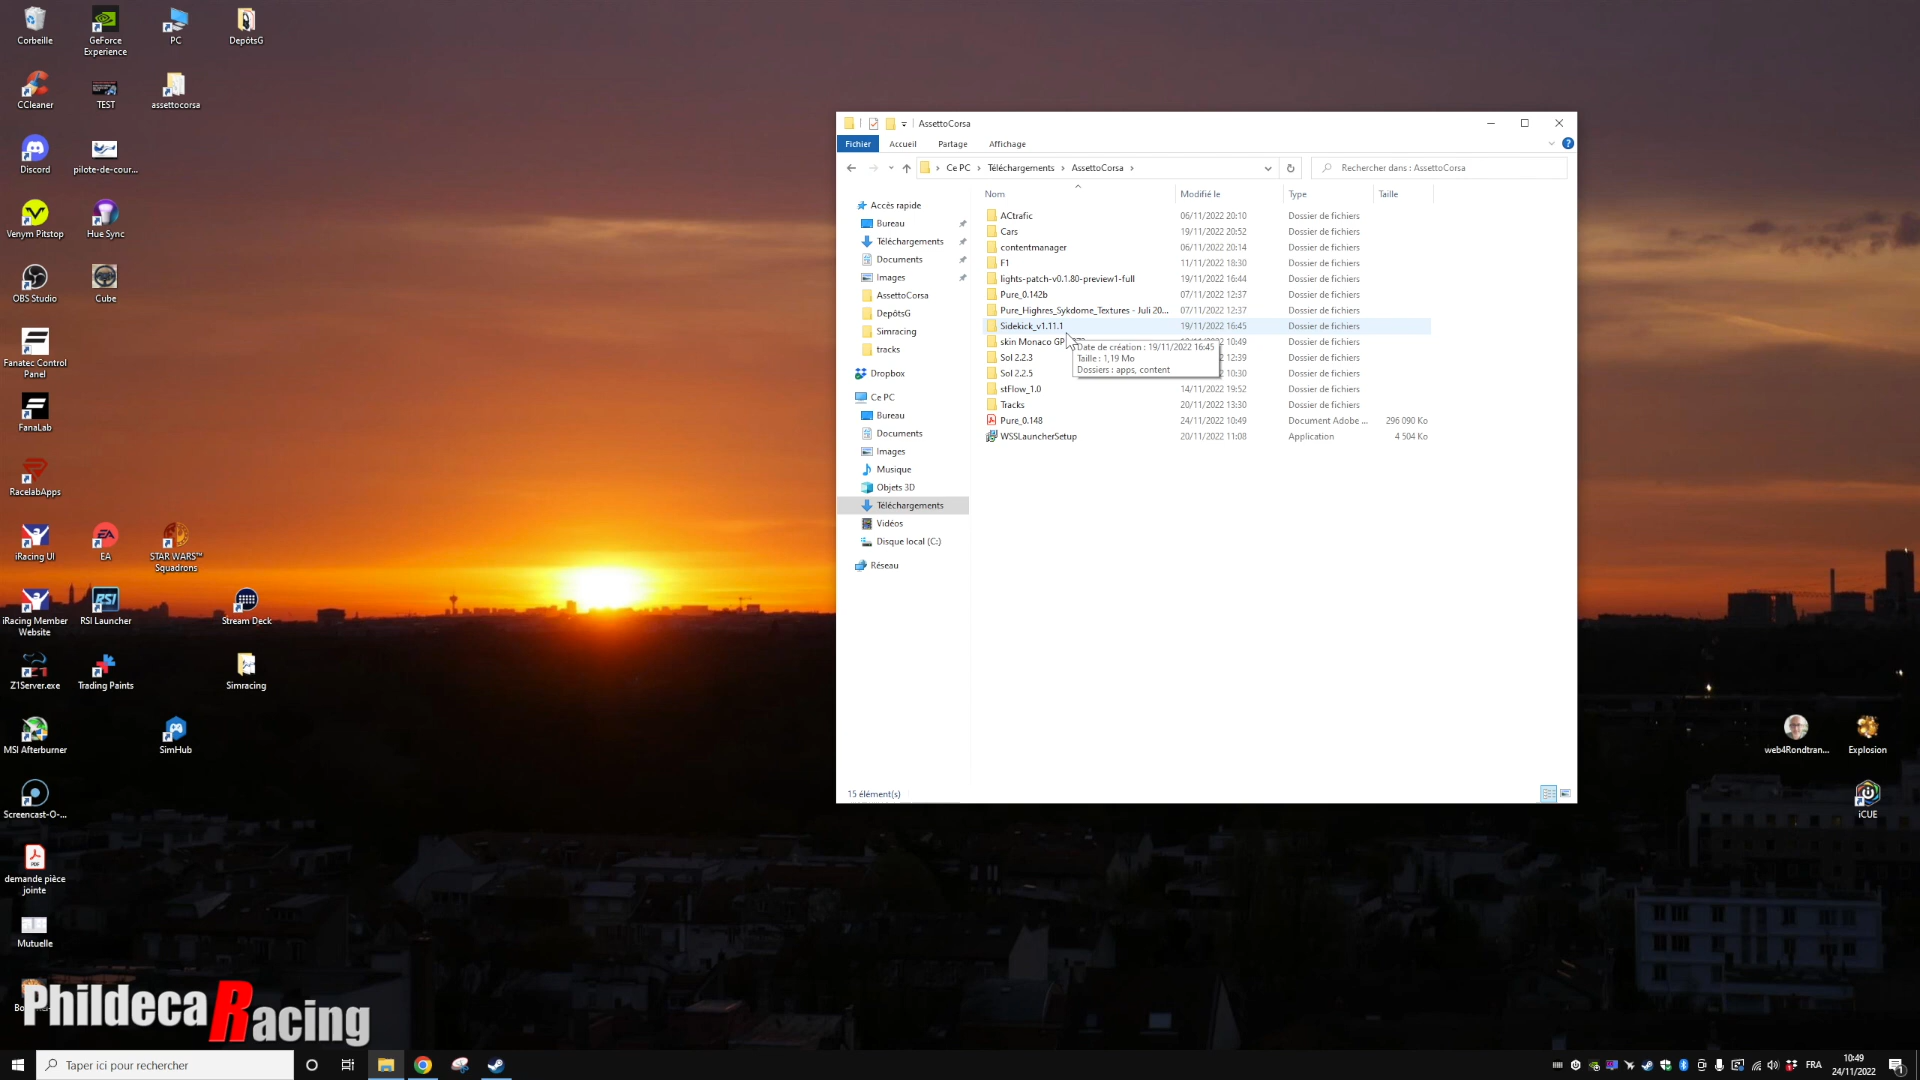 Corbeille
GeForce
Experience
PC
DepôtsG
CCleaner
TEST
assettocorsa
Discord
pilote-de-cour...
Venym Pitstop
Hue Sync
OBS Studio
Cube
Fanatec Control
Panel
FanaLab
RacelabApps
iRacing UI
EA
STAR WARS™
Squadrons
iRacing Member
Website
RSI Launcher
Stream Deck
Z1Server.exe
Trading Paints
Simracing
MSI Afterburner
SimHub
Screencast-O-...
demande pièce
jointe
Mutuelle
Phildeca Racing
AssettoCorsa
Fichier
Accueil
Partage
Affichage
Ce PC
Téléchargements
AssettoCorsa
Rechercher dans : AssettoCorsa
Nom
Modifié le
Type
Taille
Accès rapide
Bureau
Téléchargements
Documents
Images
AssettoCorsa
DepôtsG
Simracing
tracks
Dropbox
Ce PC
Bureau
Documents
Images
Musique
Objets 3D
Téléchargements
Vidéos
Disque local (C:)
Réseau
ACtrafic 06/11/2022 20:10 Dossier de fichiers
Cars 19/11/2022 20:52 Dossier de fichiers
contentmanager 06/11/2022 20:14 Dossier de fichiers
F1 11/11/2022 18:30 Dossier de fichiers
lights-patch-v0.1.80-preview1-full 19/11/2022 16:44 Dossier de fichiers
Pure_0.142b 07/11/2022 12:37 Dossier de fichiers
Pure_Highres_Sykdome_Textures - Juli 20... 07/11/2022 12:37 Dossier de fichiers
Sidekick_v1.11.1 19/11/2022 16:45 Dossier de fichiers
skin Monaco GP 10:49 Dossier de fichiers
Sol 2.2.3 12:39 Dossier de fichiers
Sol 2.2.5 10:30 Dossier de fichiers
stFlow_1.0 14/11/2022 19:52 Dossier de fichiers
Tracks 20/11/2022 13:30 Dossier de fichiers
Pure_0.148 24/11/2022 10:49 Document Adobe ... 296 090 Ko
WSSLauncherSetup 20/11/2022 11:08 Application 4 504 Ko
Date de création : 19/11/2022 16:45
Taille : 1,19 Mo
Dossiers : apps, content
15 élément(s)
web4Rondtran...
Explosion
iCUE
Taper ici pour rechercher
FRA
10:49
24/11/2022